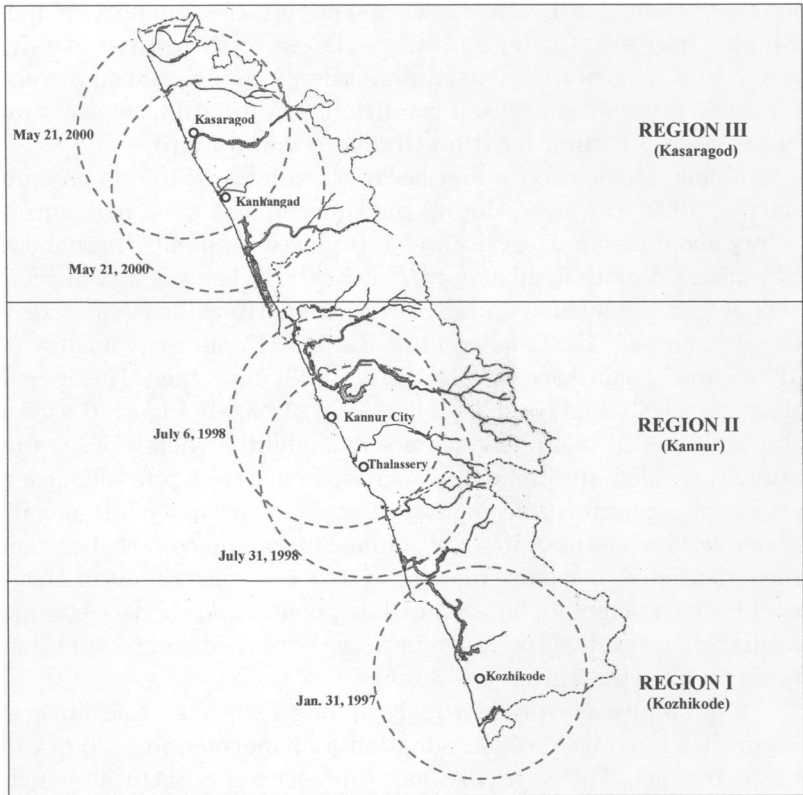 Kasaragod
May 21, 2000
REGION III
(Kasaragod)
Kanhangad
May 21, 2000
Kannur City
July 6, 1998
REGION II
(Kannur)
Thalassery
July 31, 1998
Kozhikode
REGION I
(Kozhikode)
Jan. 31, 1997